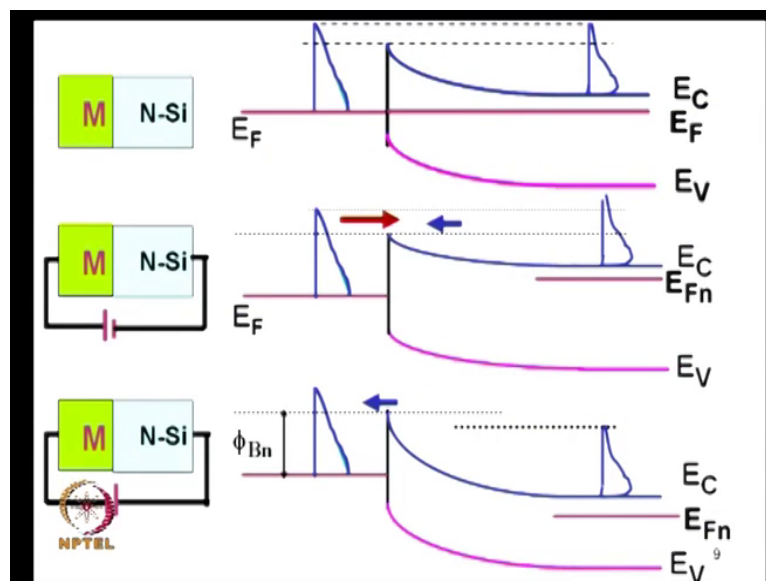 M N-Si
E_F
E_C
E_F
E_V
M N-Si
E_F
E_C
E_Fn
E_V
M N-Si
ϕ_Bn
E_C
E_Fn
E_V
NPTEL
9